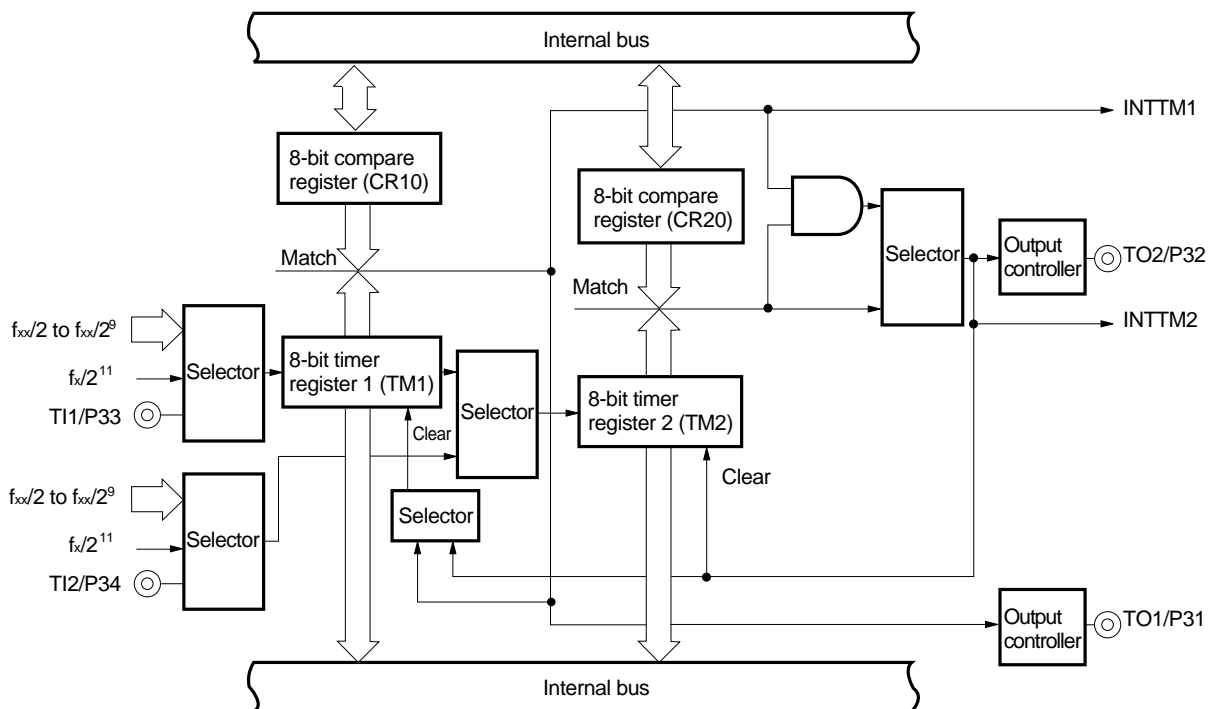 Internal bus
INTTM1
8-bit compare
register (CR10)
8-bit compare
register (CR20)
Selector
Output
controller
TO2/P32
Match
Match
INTTM2
fxx/2 to fxx/2⁹
fx/2¹¹
TI1/P33
Selector
8-bit timer
register 1 (TM1)
Selector
8-bit timer
register 2 (TM2)
Clear
Clear
fxx/2 to fxx/2⁹
fx/2¹¹
TI2/P34
Selector
Selector
Output
controller
TO1/P31
Internal bus